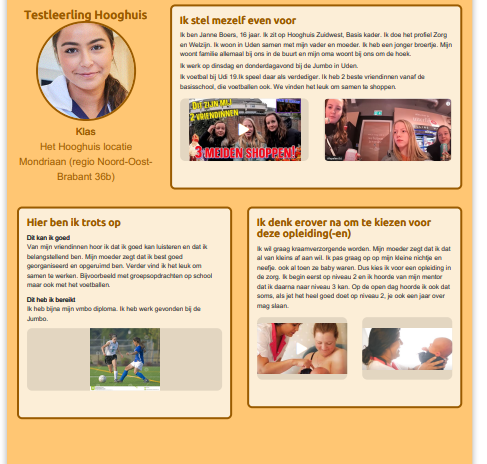 Testleerling Hooghuis
Klas
Het Hooghuis locatie
Mondriaan (regio Noord-Oost-
Brabant 36b)
Ik stel mezelf even voor
Ik ben Janne Boers, 16 jaar. Ik zit op Hooghuis Zuidwest, Basis kader. Ik doe het profiel Zorg
en Welzijn. Ik woon in Uden samen met mijn vader en moeder. Ik heb een jongere broertje. Mijn
woont familie allemaal bij ons in de buurt en mijn oma woont bij ons om de hoek.
Ik werk op dinsdag en donderdagavond bij de Jumbo in Uden.
Ik voetbal bij Udi 19.Ik speel daar als verdediger. Ik heb 2 beste vriendinnen vanaf de
basisschool, die voetballen ook. We vinden het leuk om samen te shoppen.
DIT ZIJN MIJ
2 VRIENDINNEN
3 MEIDEN SHOPPEN!
Hier ben ik trots op
Dit kan ik goed
Van mijn vriendinnen hoor ik dat ik goed kan luisteren en dat ik
belangstellend ben. Mijn moeder zegt dat ik best goed
georganiseerd en opgeruimd ben. Verder vind ik het leuk om
samen te werken. Bijvoorbeeld met groepsopdrachten op school
maar ook met het voetballen.
Dit heb ik bereikt
Ik heb bijna mijn vmbo diploma. Ik heb werk gevonden bij de
Jumbo.
Ik denk erover na om te kiezen voor
deze opleiding(-en)
Ik wil graag kraamverzorgende worden. Mijn moeder zegt dat ik dat
al van kleins af aan wil. Ik pas graag op op mijn kleine nichtje en
neefje. ook al toen ze baby waren. Dus kies ik voor een opleiding in
de zorg. Ik begin eerst op niveau 2 en ik hoorde van mijn mentor
dat ik daarna naar niveau 3 kan. Op de open dag hoorde ik ook dat
soms, als jet het heel goed doet op niveau 2, je ook een jaar over
mag slaan.